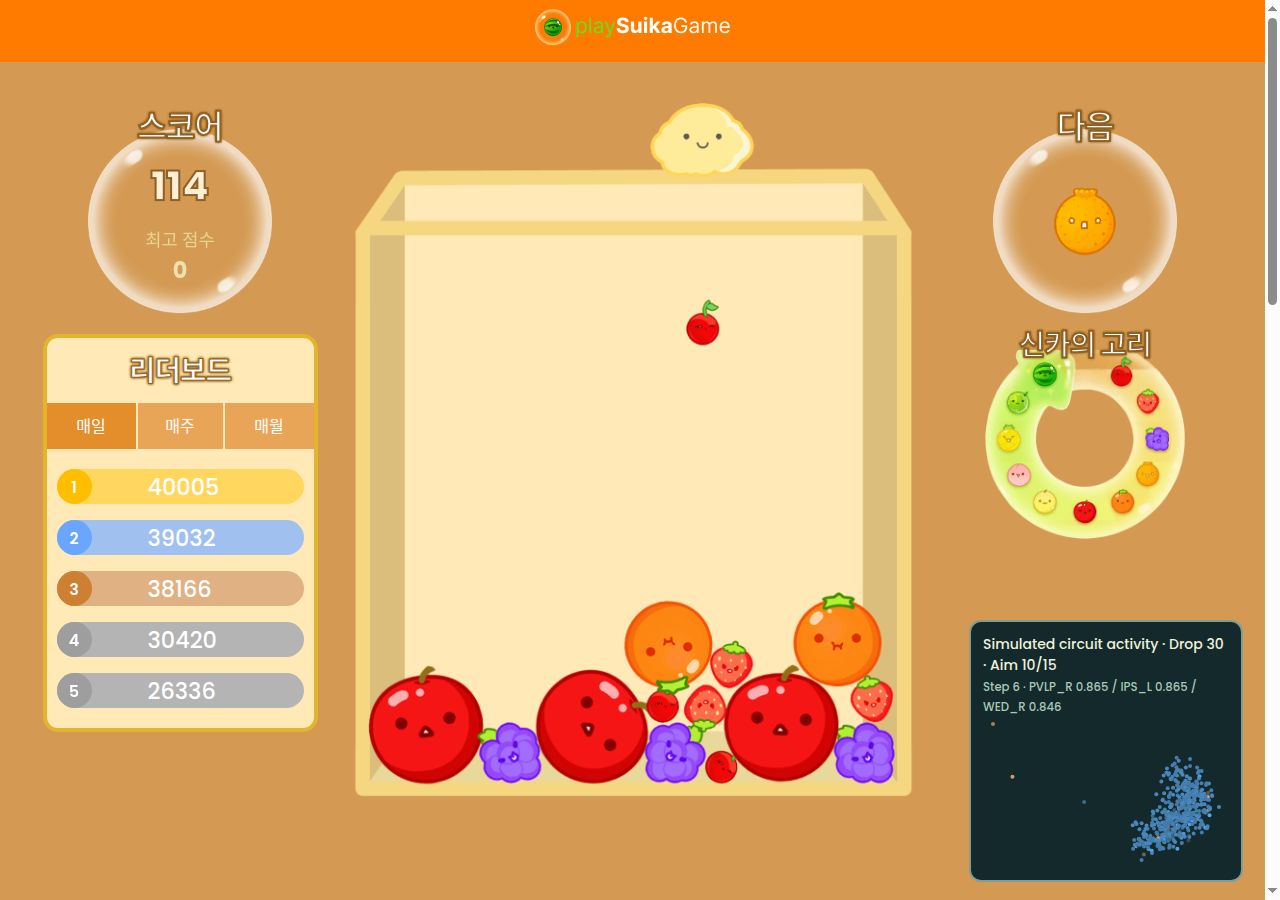 playSuikaGame
스코어
114
최고 점수
0
리더보드
매일 매주 매월
1 40005
2 39032
3 38166
4 30420
5 26336
다음
신카의 고리
Simulated circuit activity · Drop 30
· Aim 10/15
Step 6 · PVLP_R 0.865 / IPS_L 0.865 /
WED_R 0.846